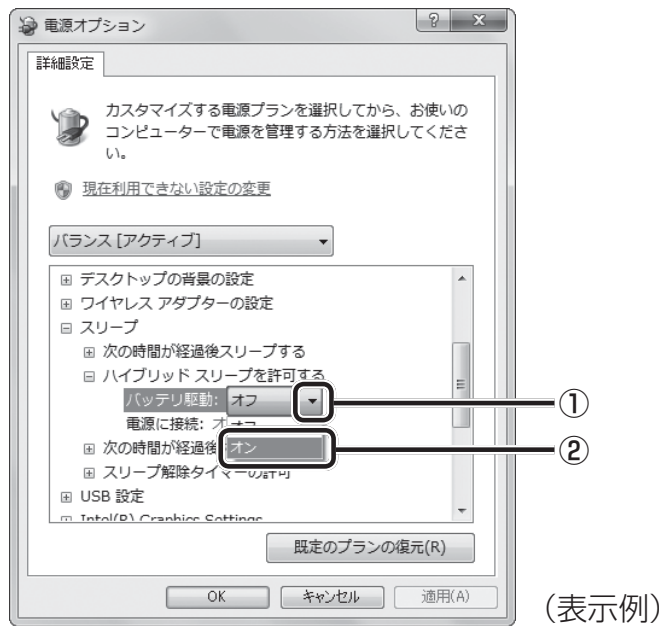 電源オプション
? X
詳細設定
カスタマイズする電源プランを選択してから、お使いの
コンピューターで電源を管理する方法を選択してくださ
い。
現在利用できない設定の変更
バランス [アクティブ]
デスクトップの背景の設定
ワイヤレス アダプターの設定
スリープ
次の時間が経過後スリープする
ハイブリッド スリープを許可する
バッテリ駆動: オフ
①
電源に接続: オ
次の時間が経過後 オン
②
スリープ解除タイマーの許可
USB 設定
Intel(R) Graphics Settings
既定のプランの復元(R)
OK キャンセル 適用(A)
(表示例)